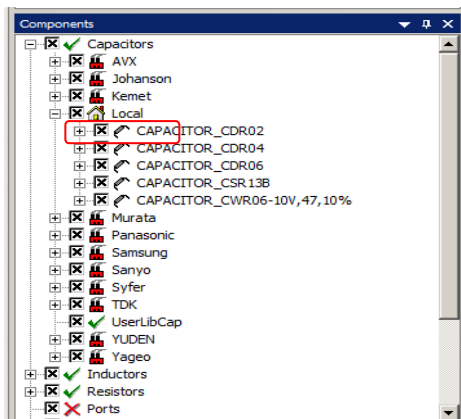 Components
Capacitors
AVX
Johanson
Kemet
Local
CAPACITOR_CDR02
CAPACITOR_CDR04
CAPACITOR_CDR06
CAPACITOR_CSR13B
CAPACITOR_CWR06-10V,47,10%
Murata
Panasonic
Samsung
Sanyo
Syfer
TDK
UserLibCap
YUDEN
Yageo
Inductors
Resistors
Ports